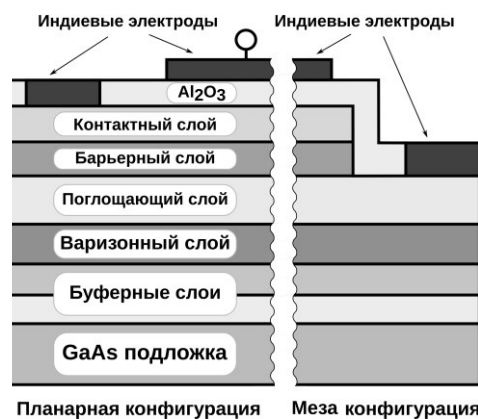 Индиевые электроды Индиевые электроды
Al₂O₃
Контактный слой
Барьерный слой
Поглощающий слой
Варизонный слой
Буферные слои
GaAs подложка
Планарная конфигурация Меза конфигурация